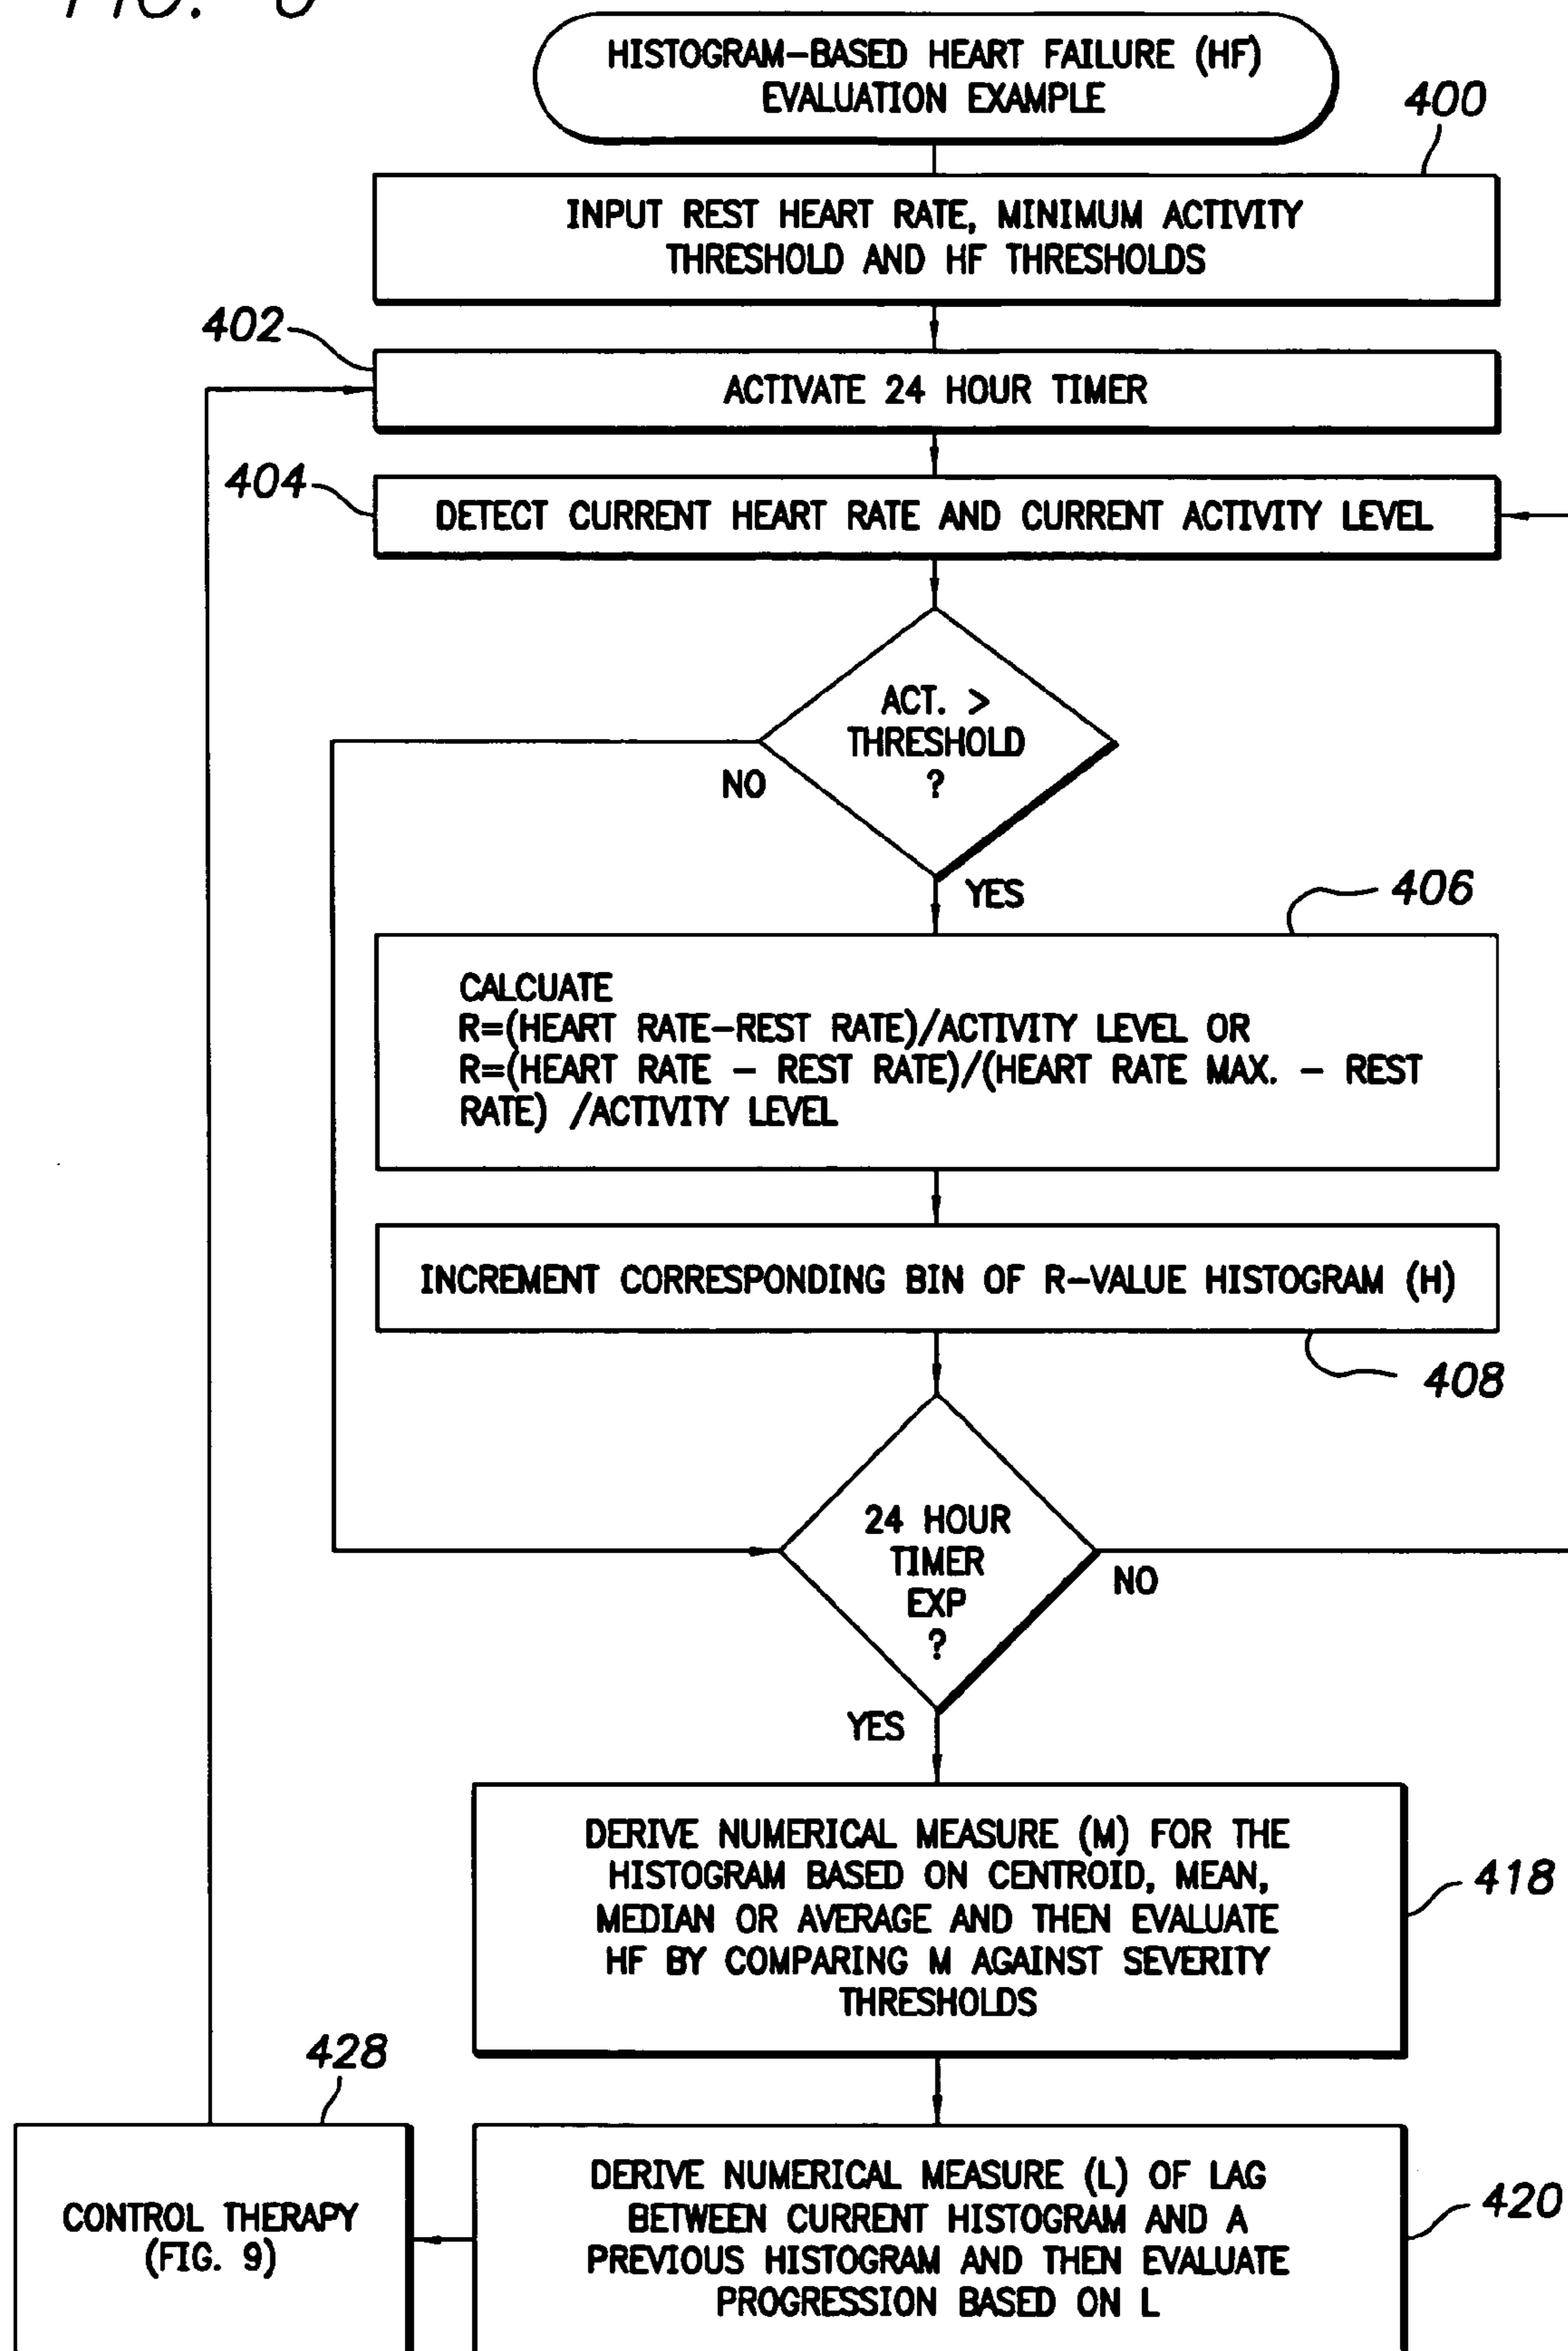 HISTOGRAM-BASED HEART FAILURE (HF)
EVALUATION EXAMPLE
400
INPUT REST HEART RATE, MINIMUM ACTIVITY
THRESHOLD AND HF THRESHOLDS
402
ACTIVATE 24 HOUR TIMER
404
DETECT CURRENT HEART RATE AND CURRENT ACTIVITY LEVEL
ACT. >
THRESHOLD
?
NO
YES
406
CALCUATE
R=(HEART RATE-REST RATE)/ACTIVITY LEVEL OR
R=(HEART RATE - REST RATE)/(HEART RATE MAX. - REST
RATE) /ACTIVITY LEVEL
INCREMENT CORRESPONDING BIN OF R-VALUE HISTOGRAM (H)
408
24 HOUR
TIMER
EXP
?
NO
YES
DERIVE NUMERICAL MEASURE (M) FOR THE
HISTOGRAM BASED ON CENTROID, MEAN,
MEDIAN OR AVERAGE AND THEN EVALUATE
HF BY COMPARING M AGAINST SEVERITY
THRESHOLDS
418
428
CONTROL THERAPY
(FIG. 9)
DERIVE NUMERICAL MEASURE (L) OF LAG
BETWEEN CURRENT HISTOGRAM AND A
PREVIOUS HISTOGRAM AND THEN EVALUATE
PROGRESSION BASED ON L
420